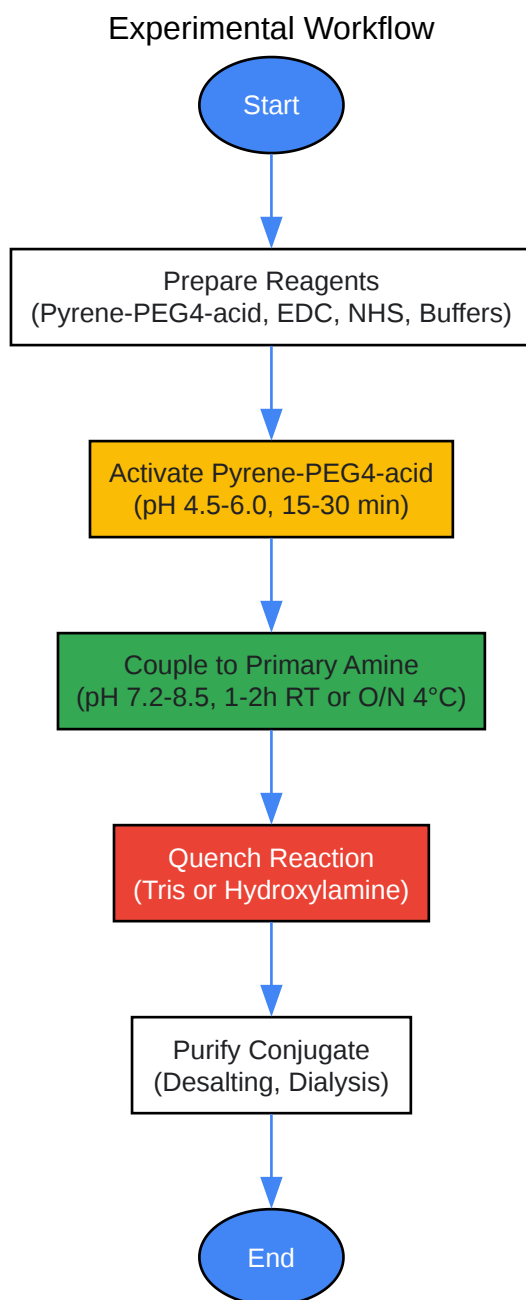 Experimental Workflow
Start
Prepare Reagents
(Pyrene-PEG4-acid, EDC, NHS, Buffers)
Activate Pyrene-PEG4-acid
(pH 4.5-6.0, 15-30 min)
Couple to Primary Amine
(pH 7.2-8.5, 1-2h RT or O/N 4°C)
Quench Reaction
(Tris or Hydroxylamine)
Purify Conjugate
(Desalting, Dialysis)
End